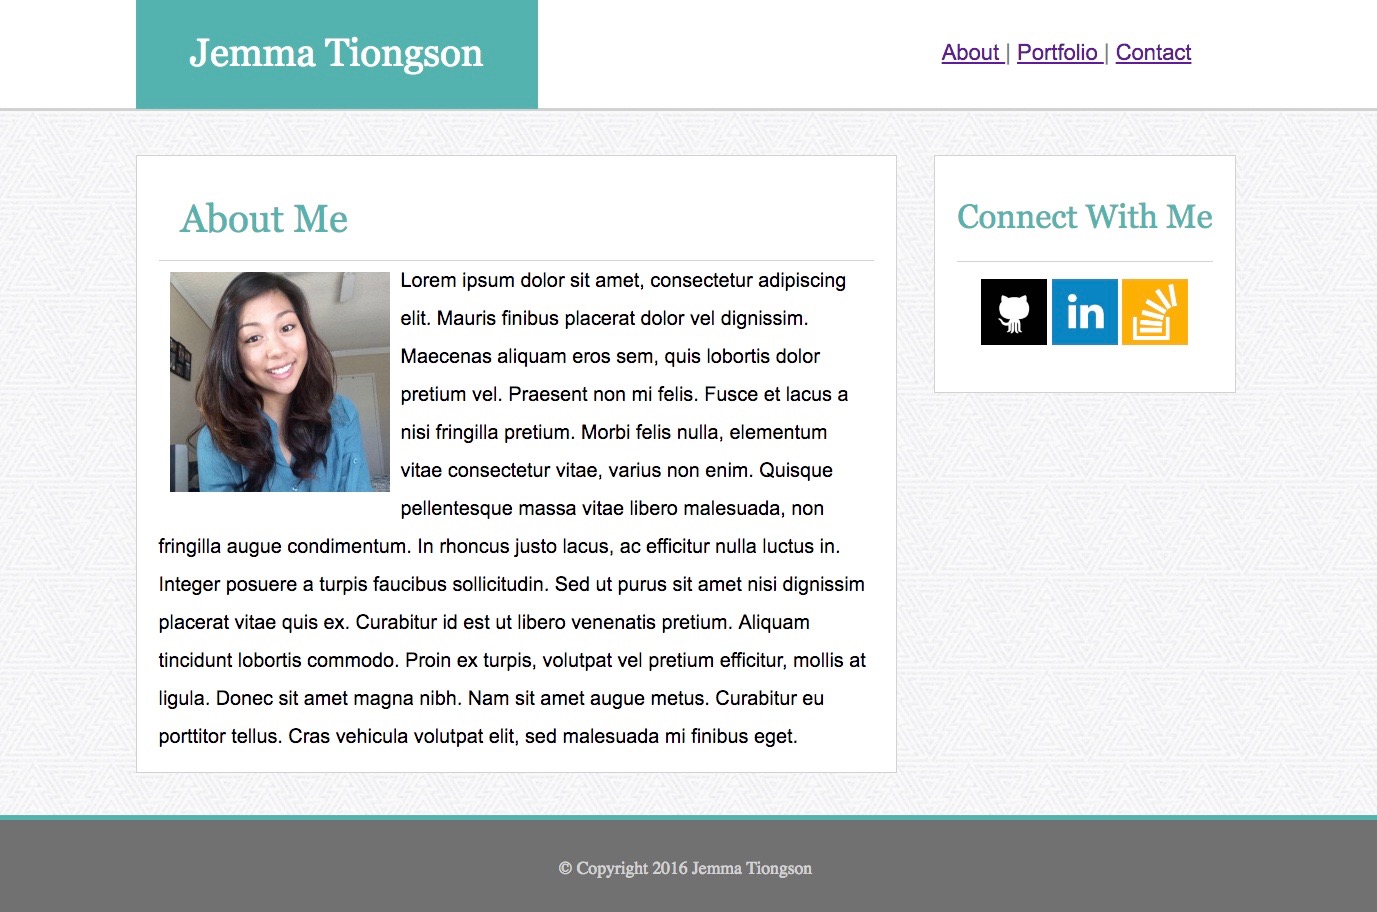 Jemma Tiongson
About | Portfolio | Contact
About Me
Lorem ipsum dolor sit amet, consectetur adipiscing
elit. Mauris finibus placerat dolor vel dignissim.
Maecenas aliquam eros sem, quis lobortis dolor
pretium vel. Praesent non mi felis. Fusce et lacus a
nisi fringilla pretium. Morbi felis nulla, elementum
vitae consectetur vitae, varius non enim. Quisque
pellentesque massa vitae libero malesuada, non
fringilla augue condimentum. In rhoncus justo lacus, ac efficitur nulla luctus in.
Integer posuere a turpis faucibus sollicitudin. Sed ut purus sit amet nisi dignissim
placerat vitae quis ex. Curabitur id est ut libero venenatis pretium. Aliquam
tincidunt lobortis commodo. Proin ex turpis, volutpat vel pretium efficitur, mollis at
ligula. Donec sit amet magna nibh. Nam sit amet augue metus. Curabitur eu
porttitor tellus. Cras vehicula volutpat elit, sed malesuada mi finibus eget.
Connect With Me
in
© Copyright 2016 Jemma Tiongson